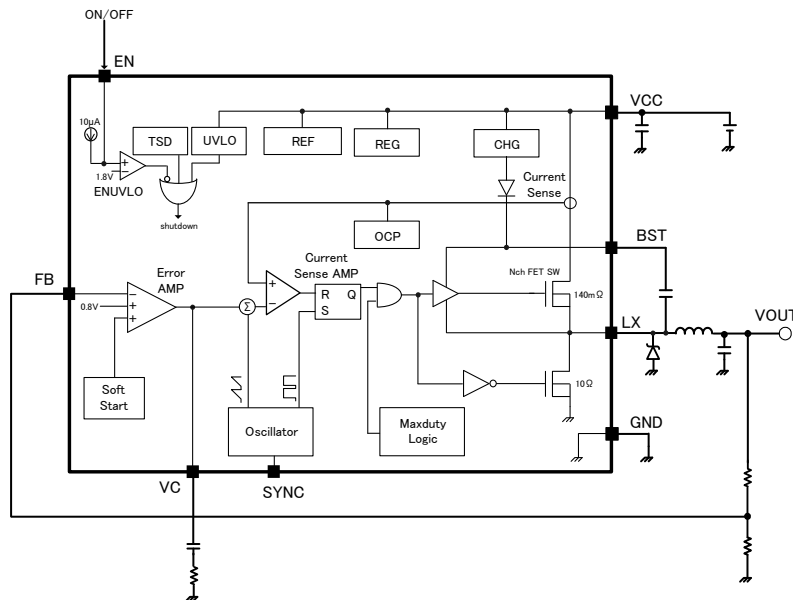 ON/OFF
EN
VCC
10μA
TSD
UVLO
REF
REG
CHG
1.8V
ENUVLO
shutdown
Current
Sense
OCP
BST
FB
Error
AMP
Current
Sense AMP
Nch FET SW
R
Q
S
Σ
0.8V
140mΩ
LX
VOUT
Soft
Start
10Ω
Oscillator
Maxduty
Logic
GND
VC
SYNC